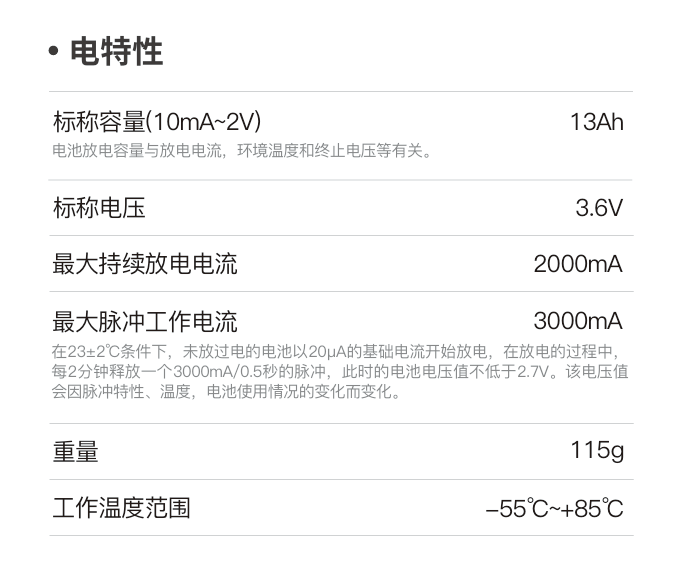 • 电特性
标称容量(10mA~2V) 13Ah
电池放电容量与放电电流，环境温度和终止电压等有关。
标称电压 3.6V
最大持续放电电流 2000mA
最大脉冲工作电流 3000mA
在23±2℃条件下，未放过电的电池以20μA的基础电流开始放电，在放电的过程中，
每2分钟释放一个3000mA/0.5秒的脉冲，此时的电池电压值不低于2.7V。该电压值
会因脉冲特性、温度，电池使用情况的变化而变化。
重量 115g
工作温度范围 –55℃~+85℃